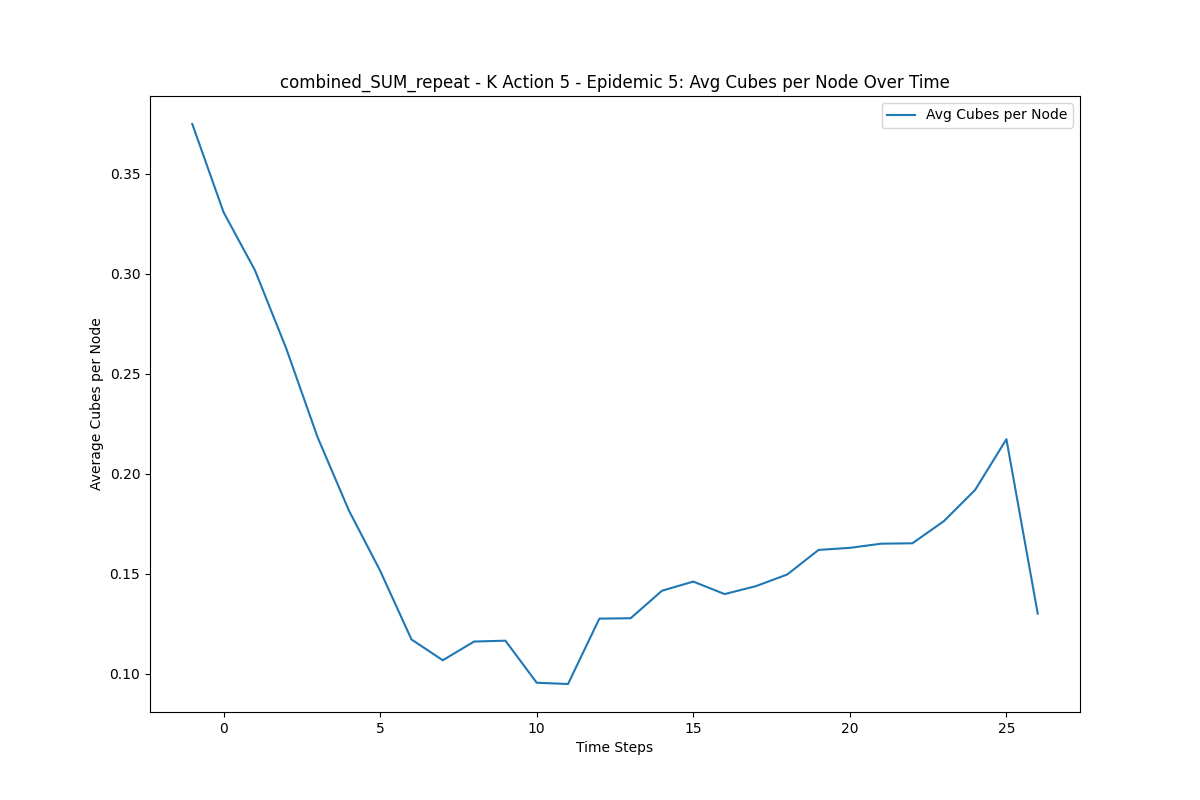 combined_SUM_repeat - K Action 5 - Epidemic 5: Avg Cubes per Node Over Time
Avg Cubes per Node
Average Cubes per Node
0.35
0.30
0.25
0.20
0.15
0.10
0 5 10 15 20 25
Time Steps